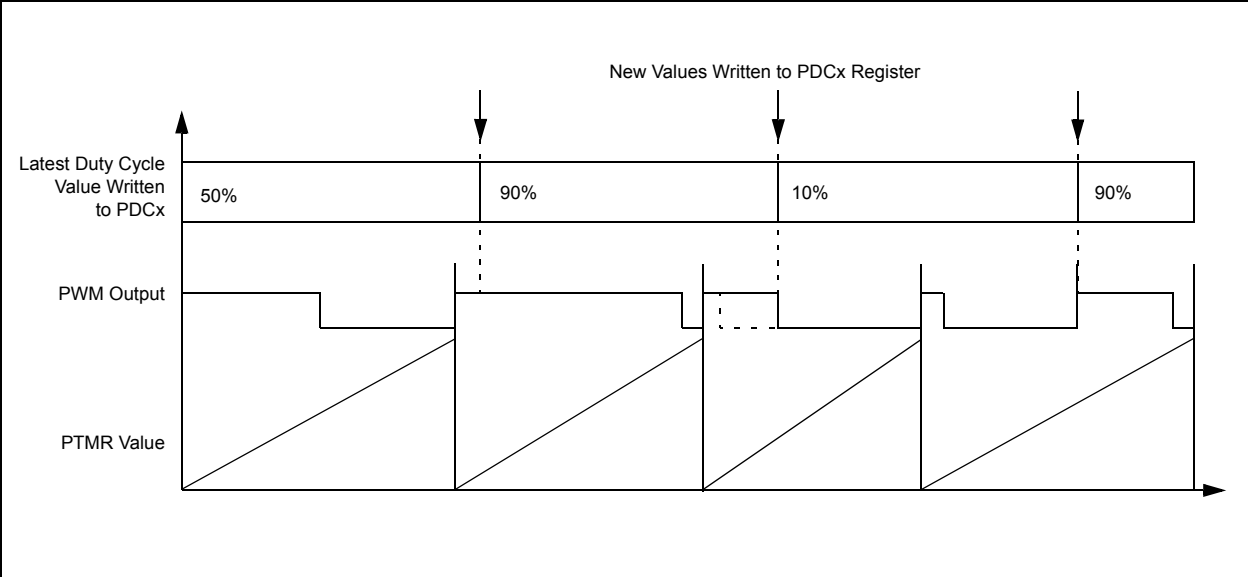 New Values Written to PDCx Register
Latest Duty Cycle
Value Written
to PDCx
50%
90%
10%
90%
PWM Output
PTMR Value